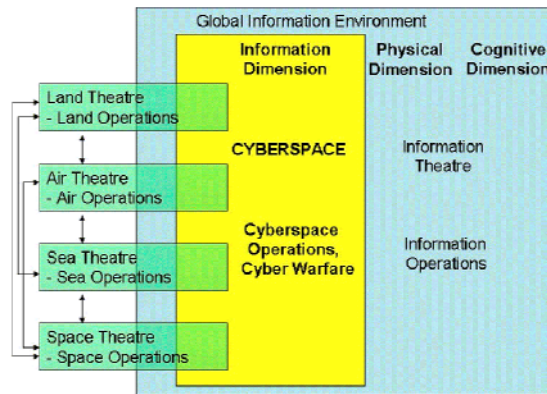 Global Information Environment
Information
Dimension
Physical
Dimension
Cognitive
Dimension
Land Theatre
- Land Operations
CYBERSPACE
Information
Theatre
Air Theatre
- Air Operations
Cyberspace
Operations,
Cyber Warfare
Information
Operations
Sea Theatre
- Sea Operations
Space Theatre
- Space Operations